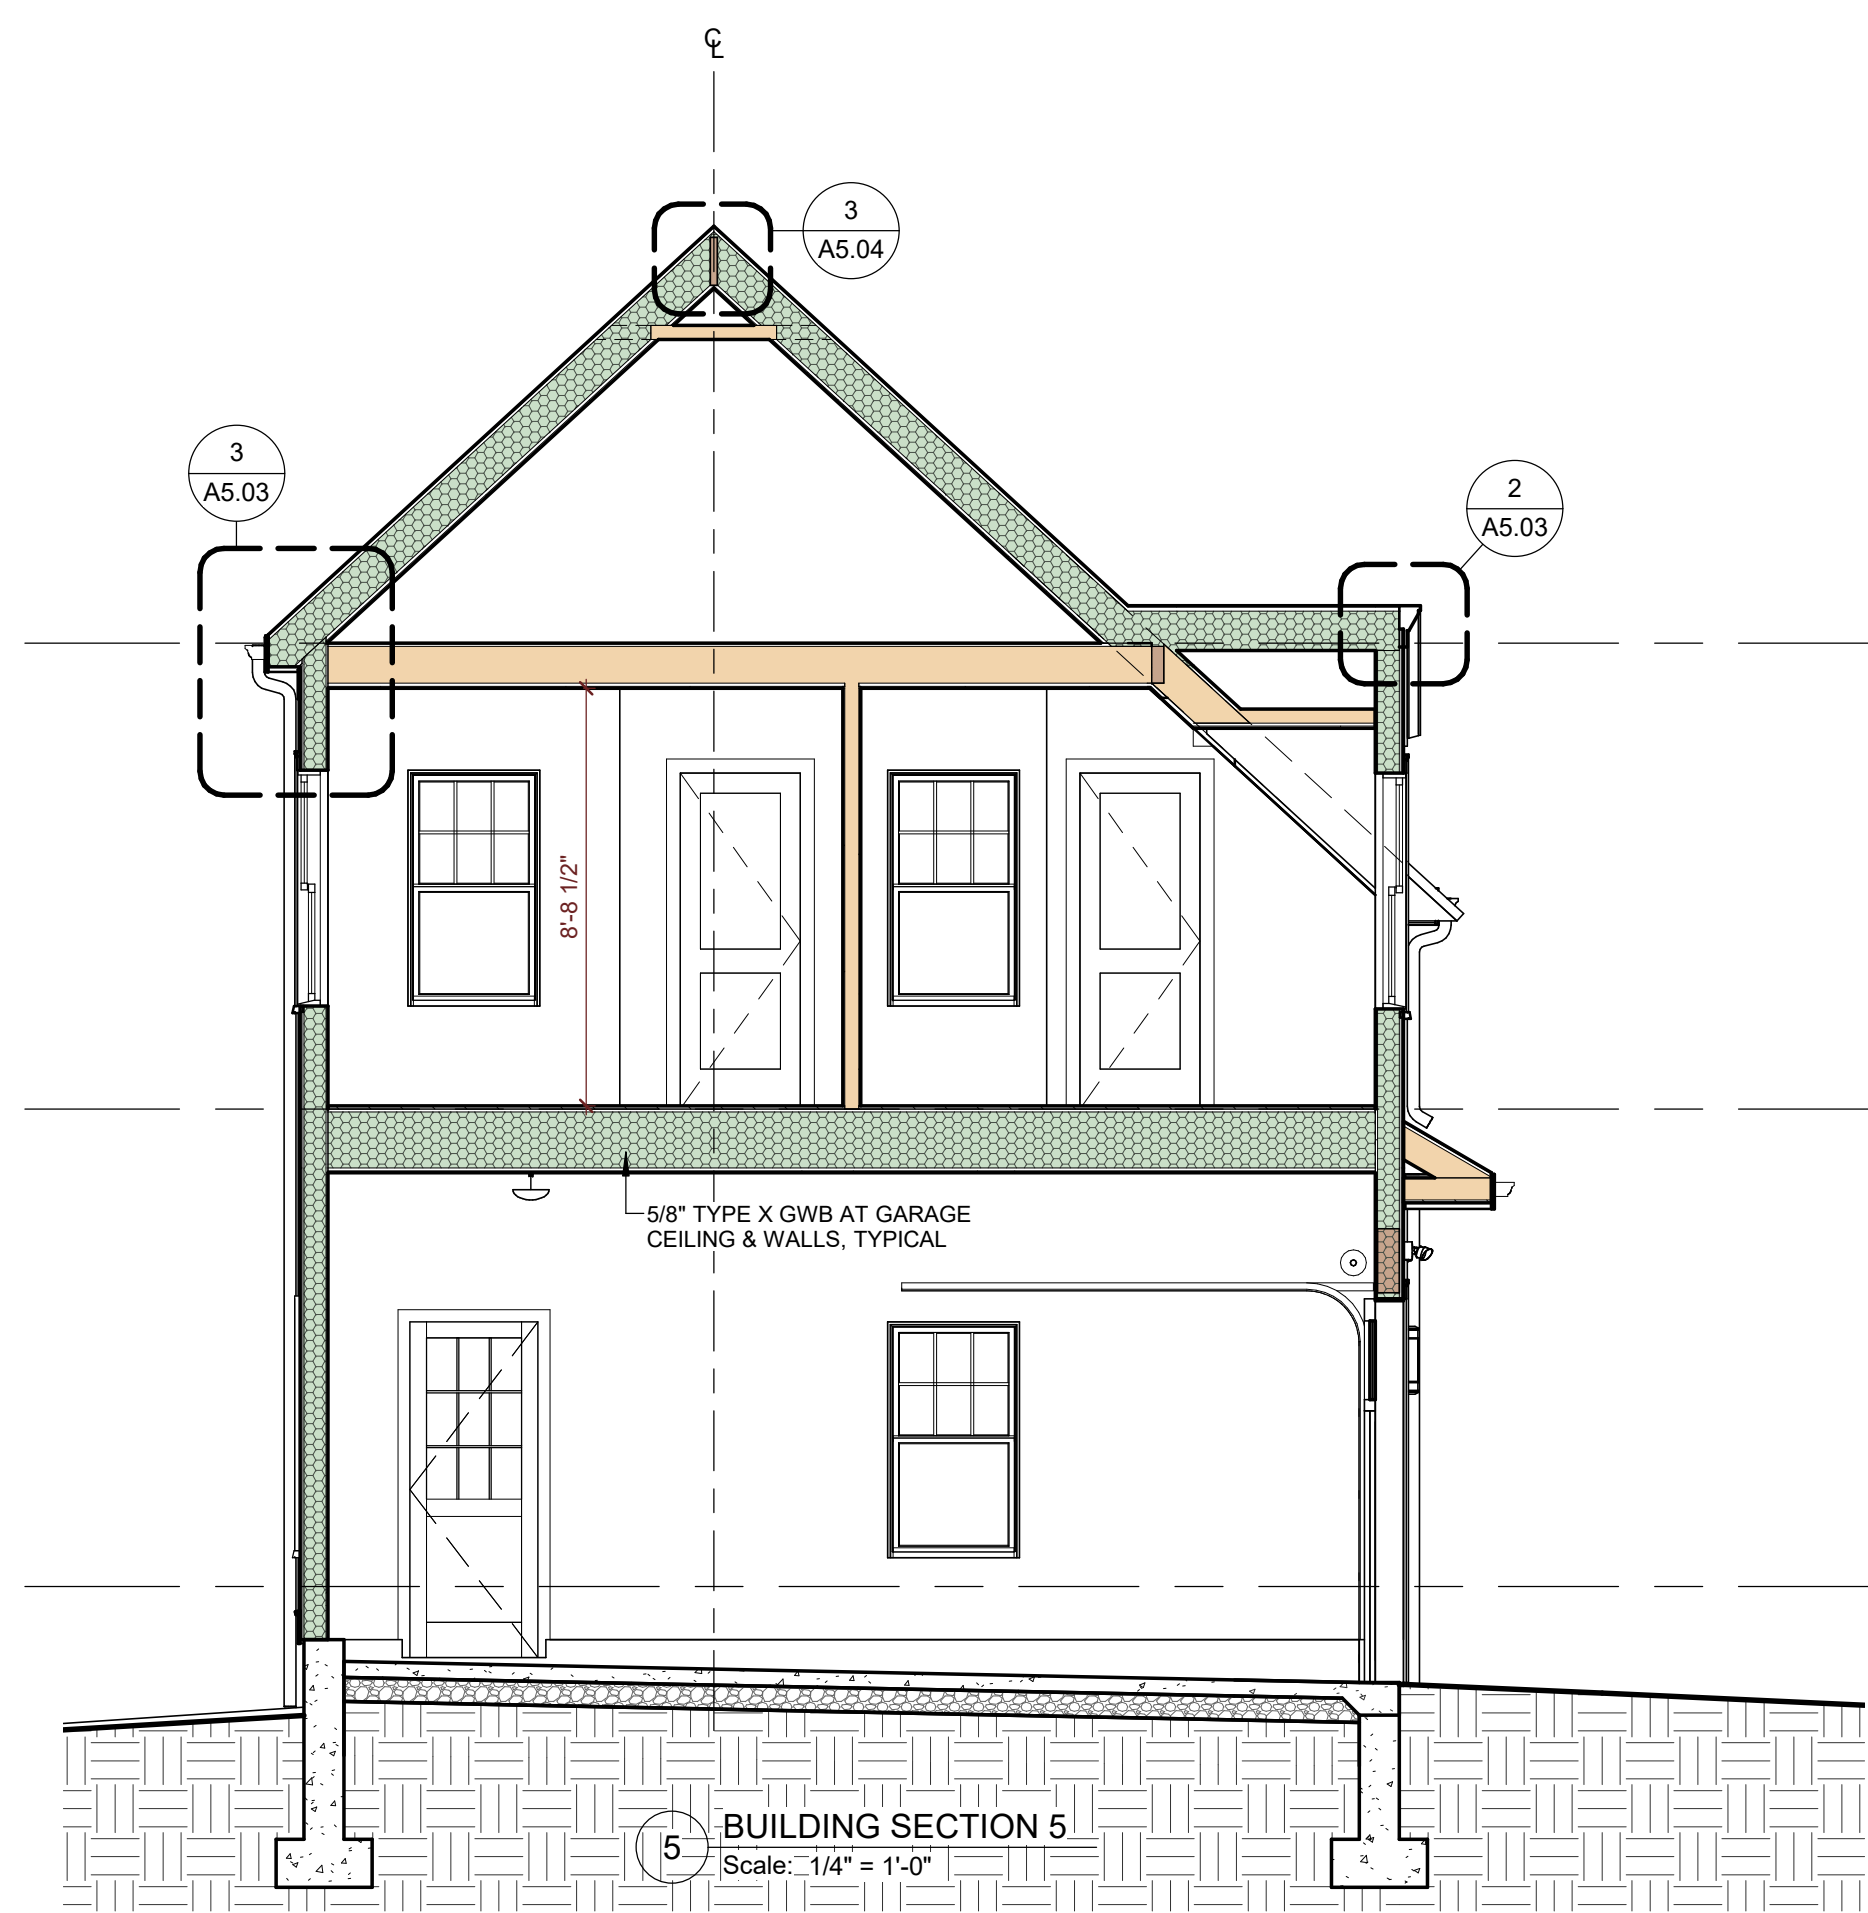 ℄
3
A5.04
3
A5.03
2
A5.03
8'-8 1/2"
5/8" TYPE X GWB AT GARAGE
CEILING & WALLS, TYPICAL
5
BUILDING SECTION 5
Scale: 1/4" = 1'-0"